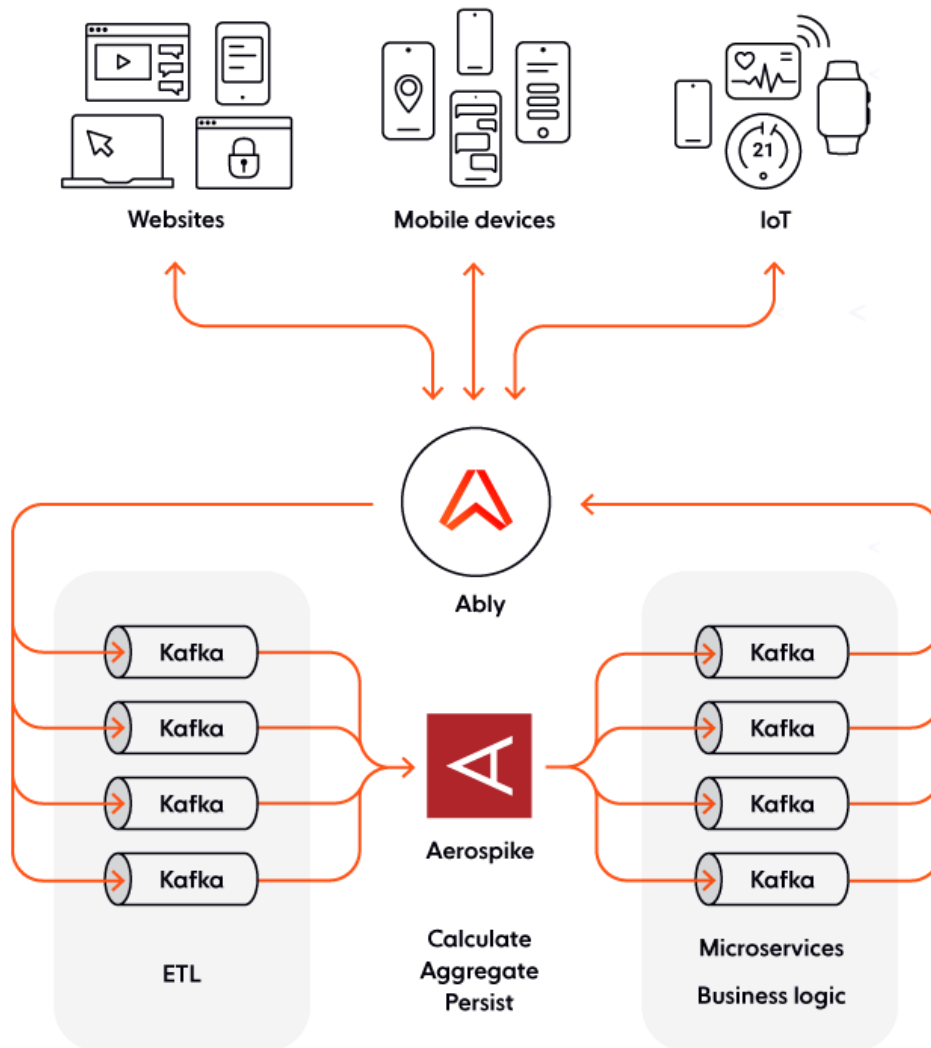 21
Websites
Mobile devices
IoT
Ably
Kafka
Kafka
Kafka
Kafka
ETL
Aerospike
Calculate
Aggregate
Persist
Kafka
Kafka
Kafka
Kafka
Microservices
Business logic